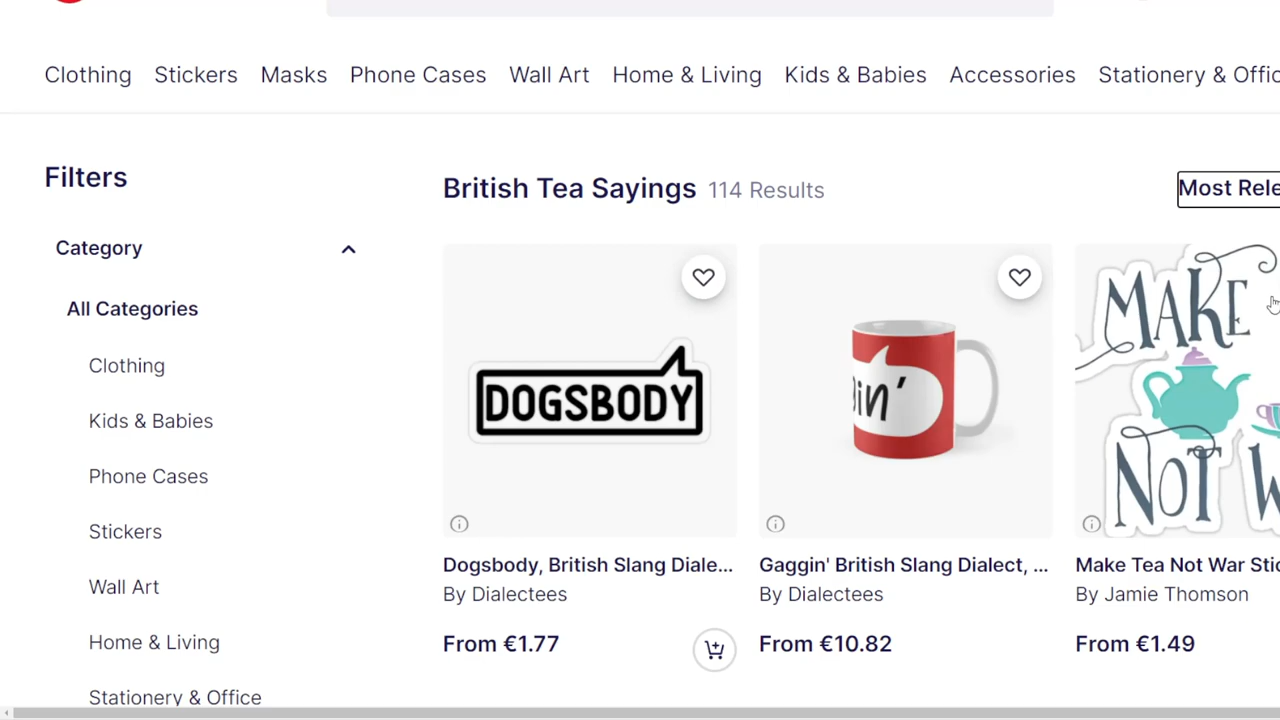 Clothing Stickers Masks Phone Cases Wall Art Home & Living Kids & Babies Accessories Stationery &
Filters
British Tea Sayings 114 Results
Most
Category
All Categories
Clothing
Kids & Babies
Phone Cases
Stickers
Wall Art
Home & Living
Stationery & Office
DOGSBODY
in'
MAKE
NOT
Dogsbody, British Slang Diale...
By Dialectees
From €1.77
Gaggin' British Slang Dialect, ...
By Dialectees
From €10.82
Make Tea Not War
By Jamie Thomson
From €1.49